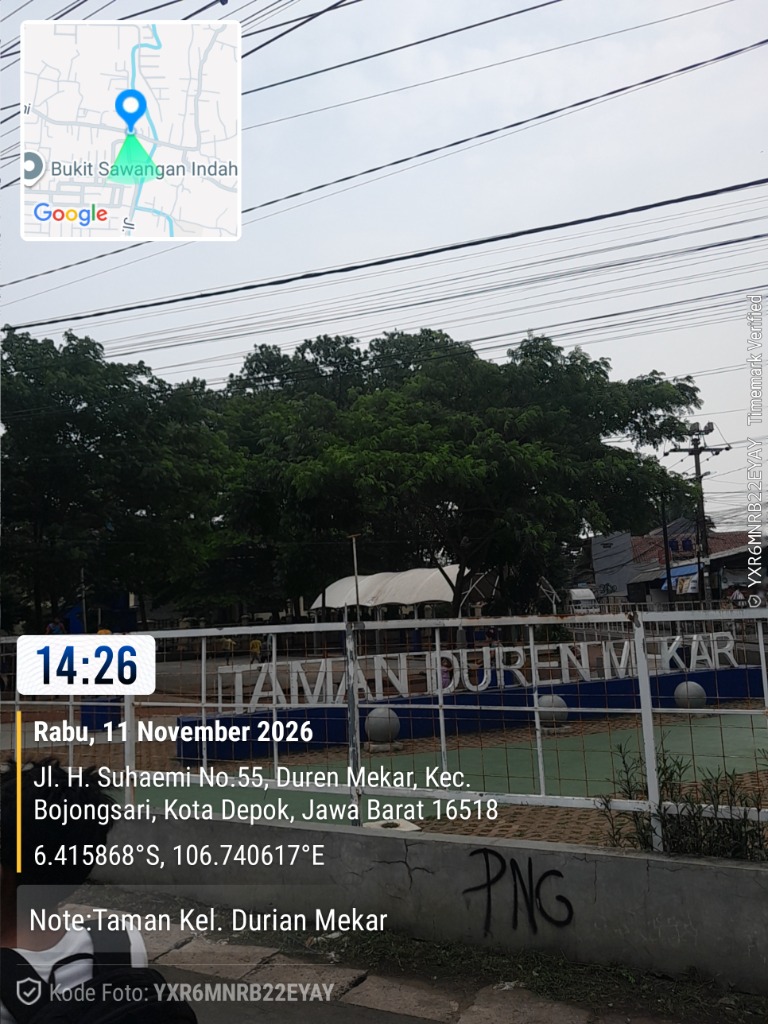 Bukit Sawangan Indah
Google
Jl.
TAMAN DUREN MEKAR
14:26
Rabu, 11 November 2026
Jl. H. Suhaemi No.55, Duren Mekar, Kec.
Bojongsari, Kota Depok, Jawa Barat 16518
6.415868°S, 106.740617°E
PNG
Note:Taman Kel. Durian Mekar
Kode Foto: YXR6MNRB22EYAY
YXR6MNRB22EYAY Timemark Verified